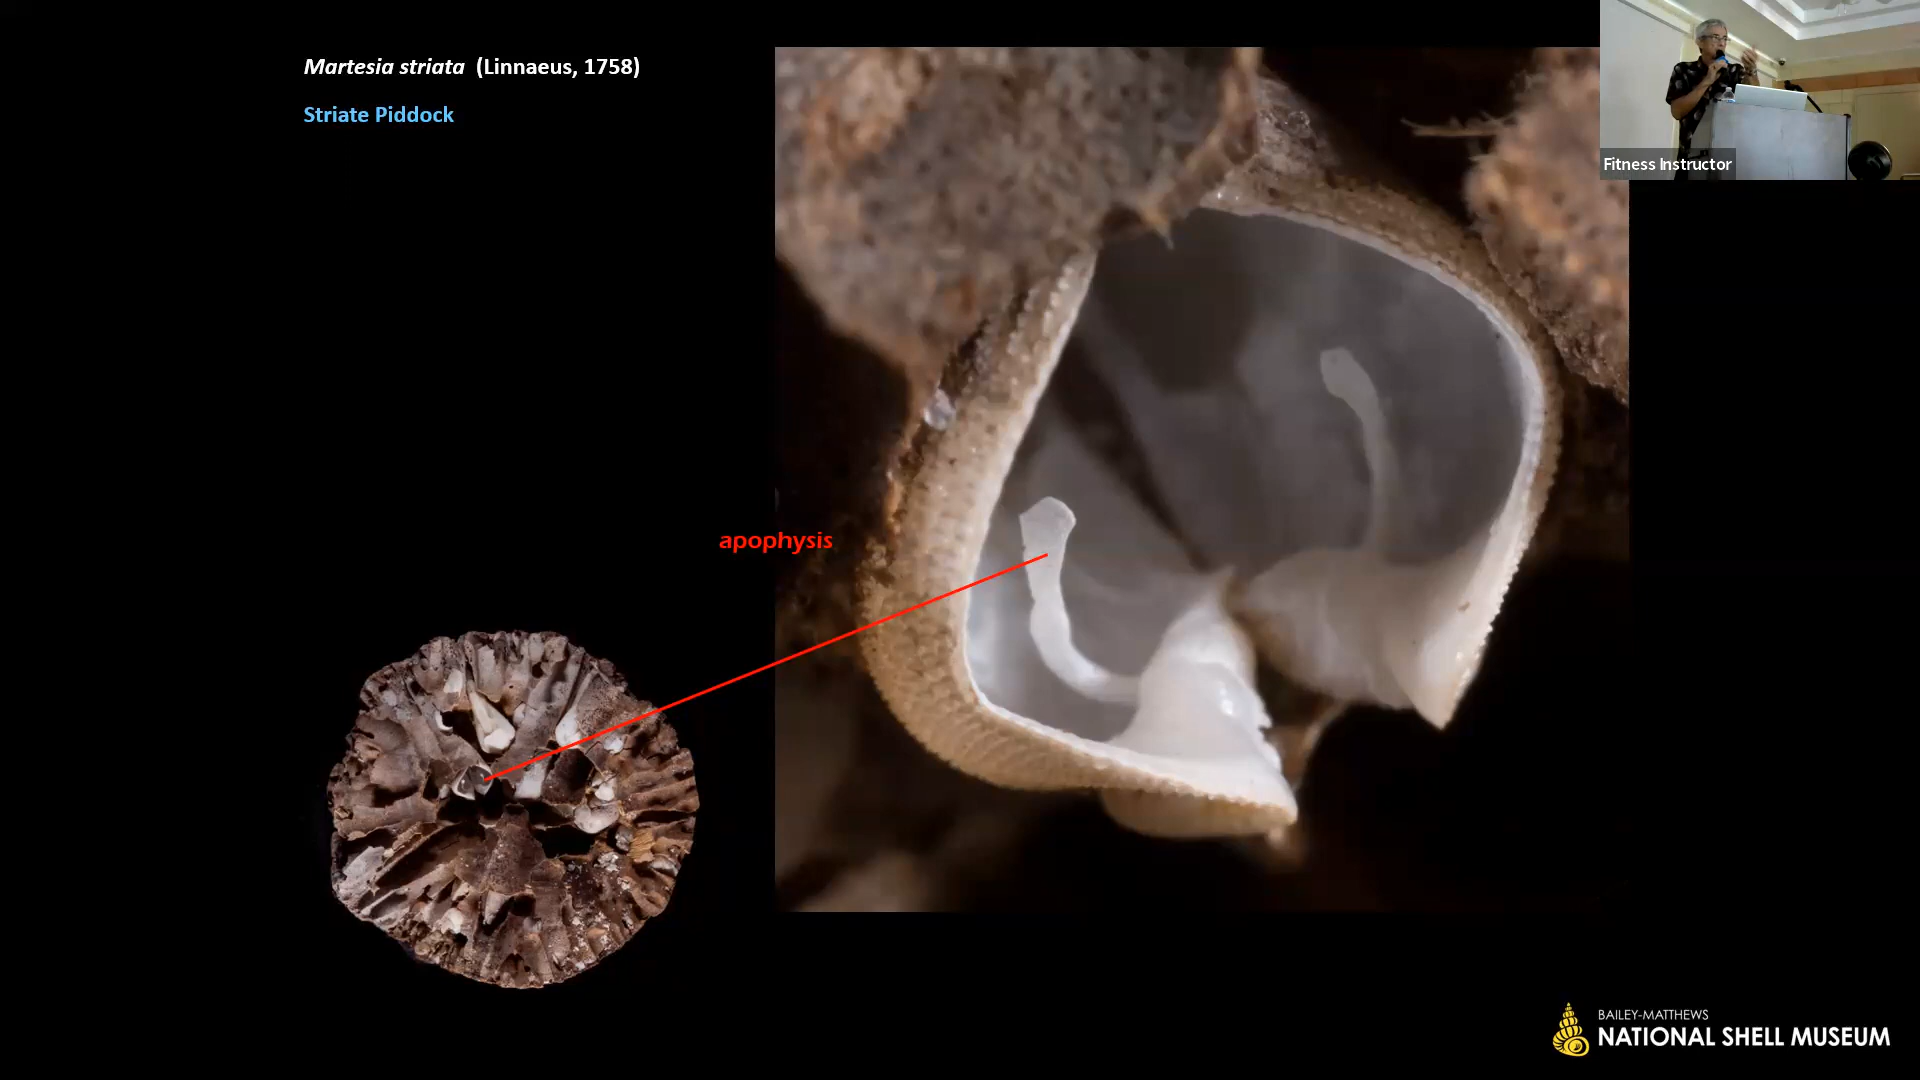 Martesia striata (Linnaeus, 1758)
Striate Piddock
Fitness Instructor
apophysis
BAILEY-MATTHEWS
NATIONAL SHELL MUSEUM